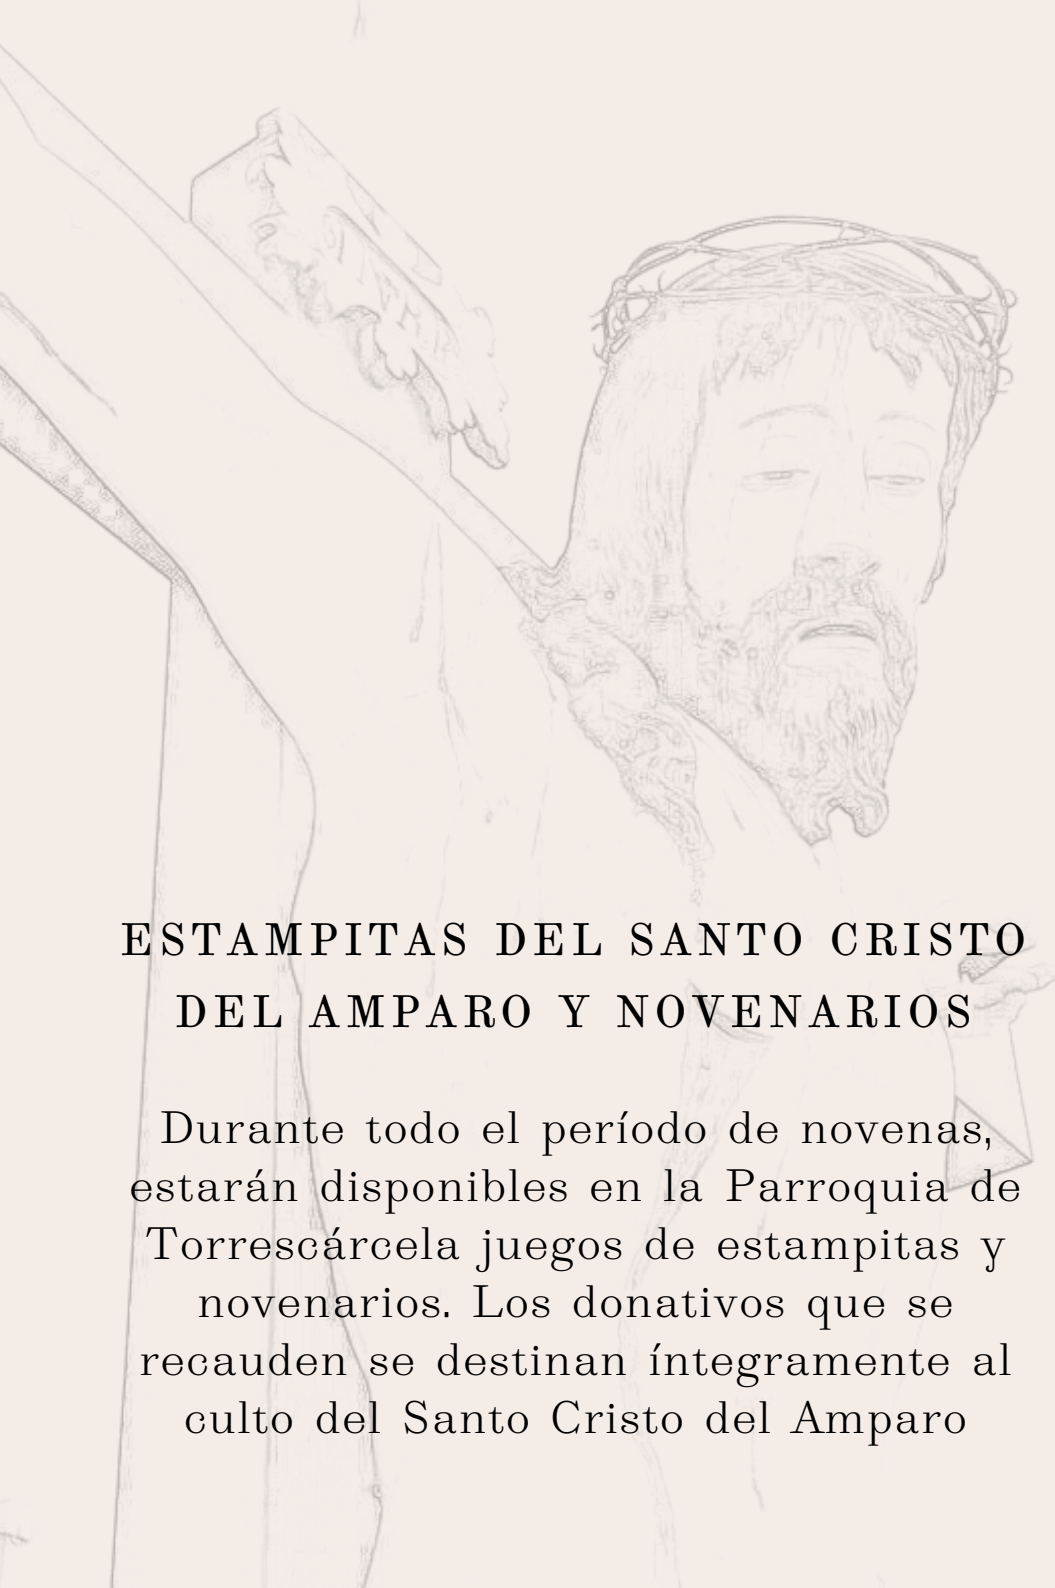 ESTAMPITAS DEL SANTO CRISTO
DEL AMPARO Y NOVENARIOS
Durante todo el período de novenas,
estarán disponibles en la Parroquia de
Torrescárcela juegos de estampitas y
novenarios. Los donativos que se
recauden se destinan íntegramente al
culto del Santo Cristo del Amparo